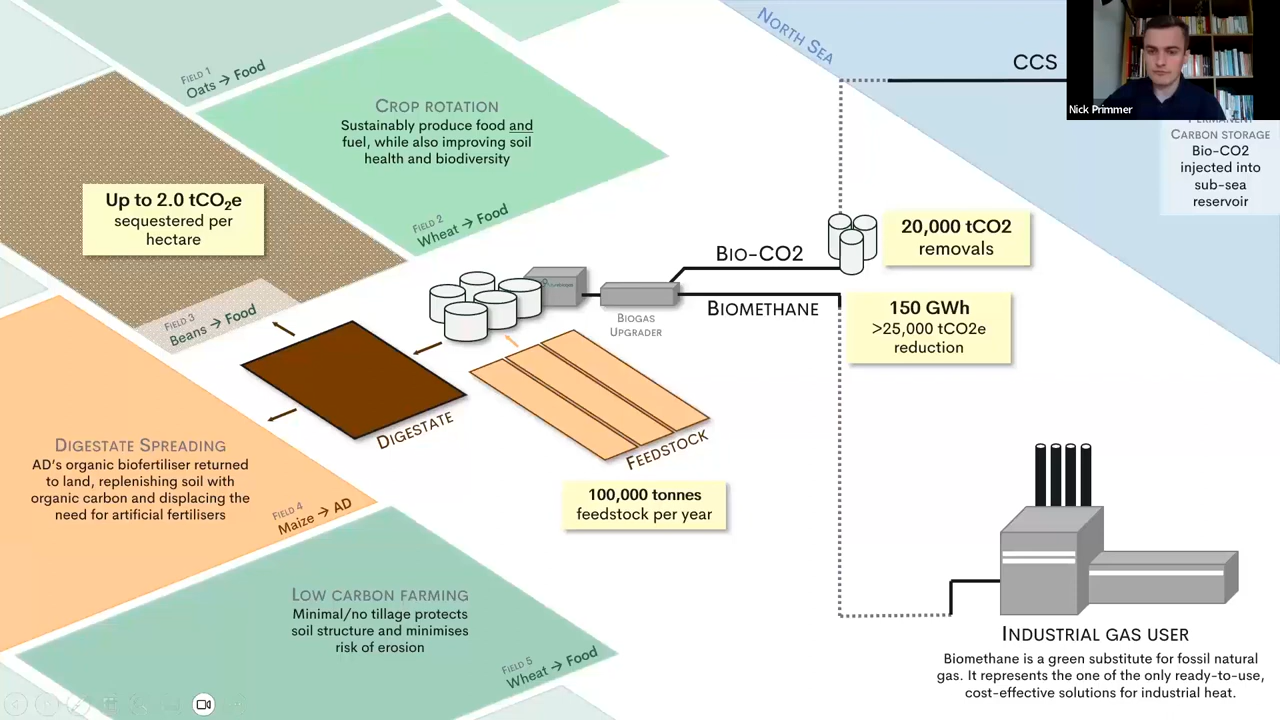 NORTH SEA
CCS
Nick Primmer
PERMANENT
CARBON STORAGE
Bio-CO2
injected into
sub-sea
reservoir
FIELD 1
Oats → Food
CROP ROTATION
Sustainably produce food and
fuel, while also improving soil
health and biodiversity
FIELD 2
Wheat → Food
Up to 2.0 tCO₂e
sequestered per
hectare
FIELD 3
Beans → Food
BIO-CO2
20,000 tCO2
removals
BIOMETHANE
BIOGAS
UPGRADER
150 GWh
>25,000 tCO2e
reduction
DIGESTATE
FEEDSTOCK
100,000 tonnes
feedstock per year
DIGESTATE SPREADING
AD's organic biofertiliser returned
to land, replenishing soil with
organic carbon and displacing the
need for artificial fertilisers
FIELD 4
Maize → AD
LOW CARBON FARMING
Minimal/no tillage protects
soil structure and minimises
risk of erosion
FIELD 5
Wheat → Food
INDUSTRIAL GAS USER
Biomethane is a green substitute for fossil natural
gas. It represents the one of the only ready-to-use,
cost-effective solutions for industrial heat.